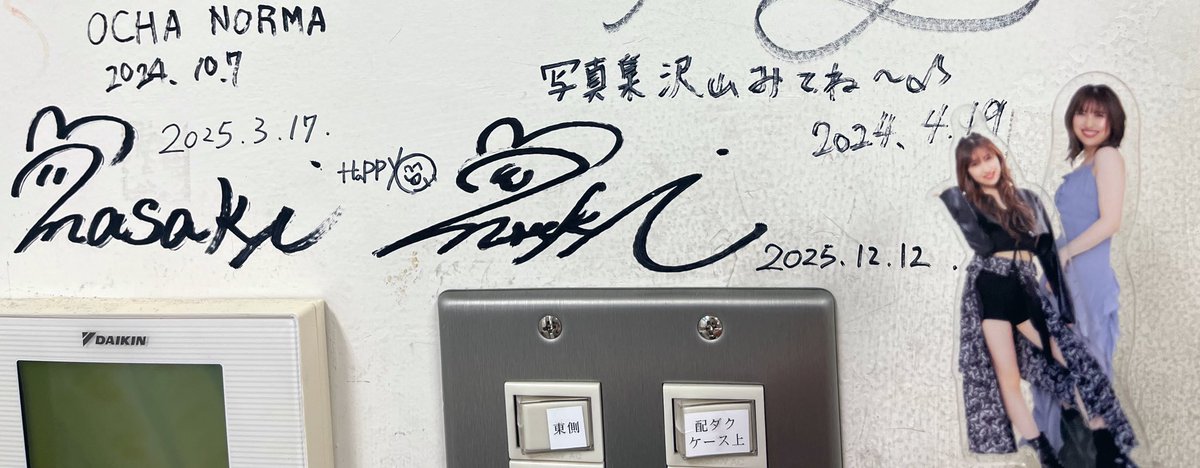 OCHA NORMA
2024.10.7
写真集沢山みてね〜♪
2024.4.19
2025.3.17.
masaki
HAPPY
2025.12.12.
DAIKIN
東側
配ダク
ケース上